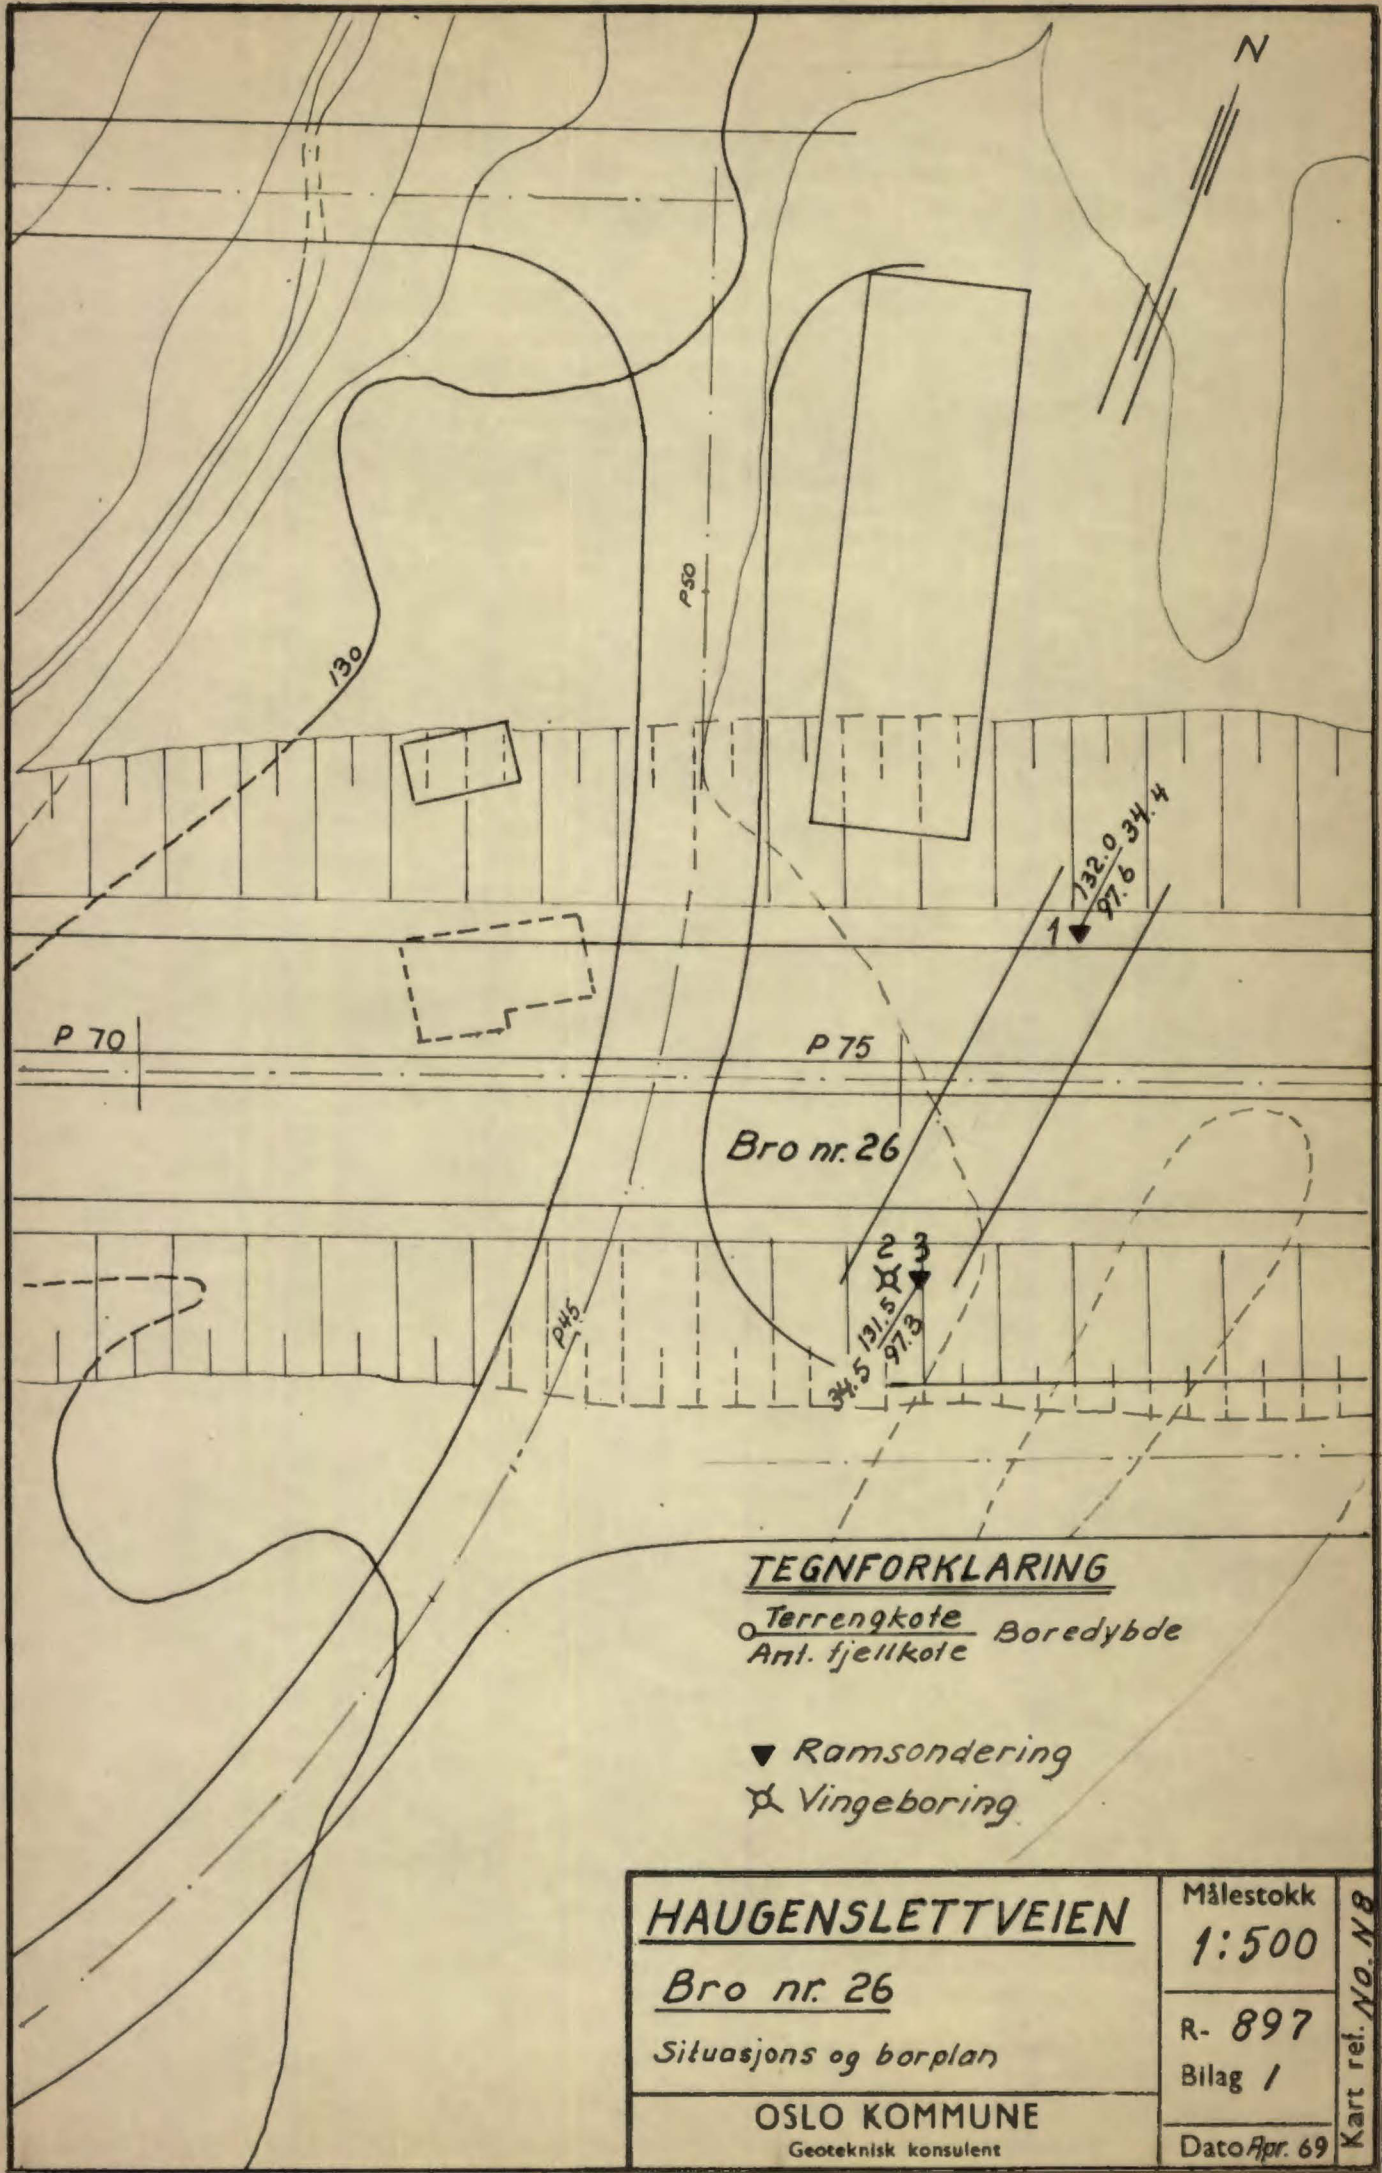 N
P50
130
132.0 34.4
97.6
1
P 70
P 75
Bro nr. 26
2 3
P45
34.5 131.5
97.3
TEGNFORKLARING
Terrengkote
Ant. fjellkote
Boredybde
Ramsondering
Vingeboring
HAUGENSLETTVEIEN
Bro nr. 26
Situasjons og borplan
OSLO KOMMUNE
Geoteknisk konsulent
Målestokk
1:500
R- 897
Bilag 1
Dato Apr. 69
Kart ref. NO. N8